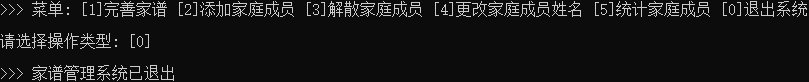 >>> 菜单: [1]完善家谱 [2]添加家庭成员 [3]解散家庭成员 [4]更改家庭成员姓名 [5]统计家庭成员 [0]退出系统
请选择操作类型: [0]
>>> 家谱管理系统已退出